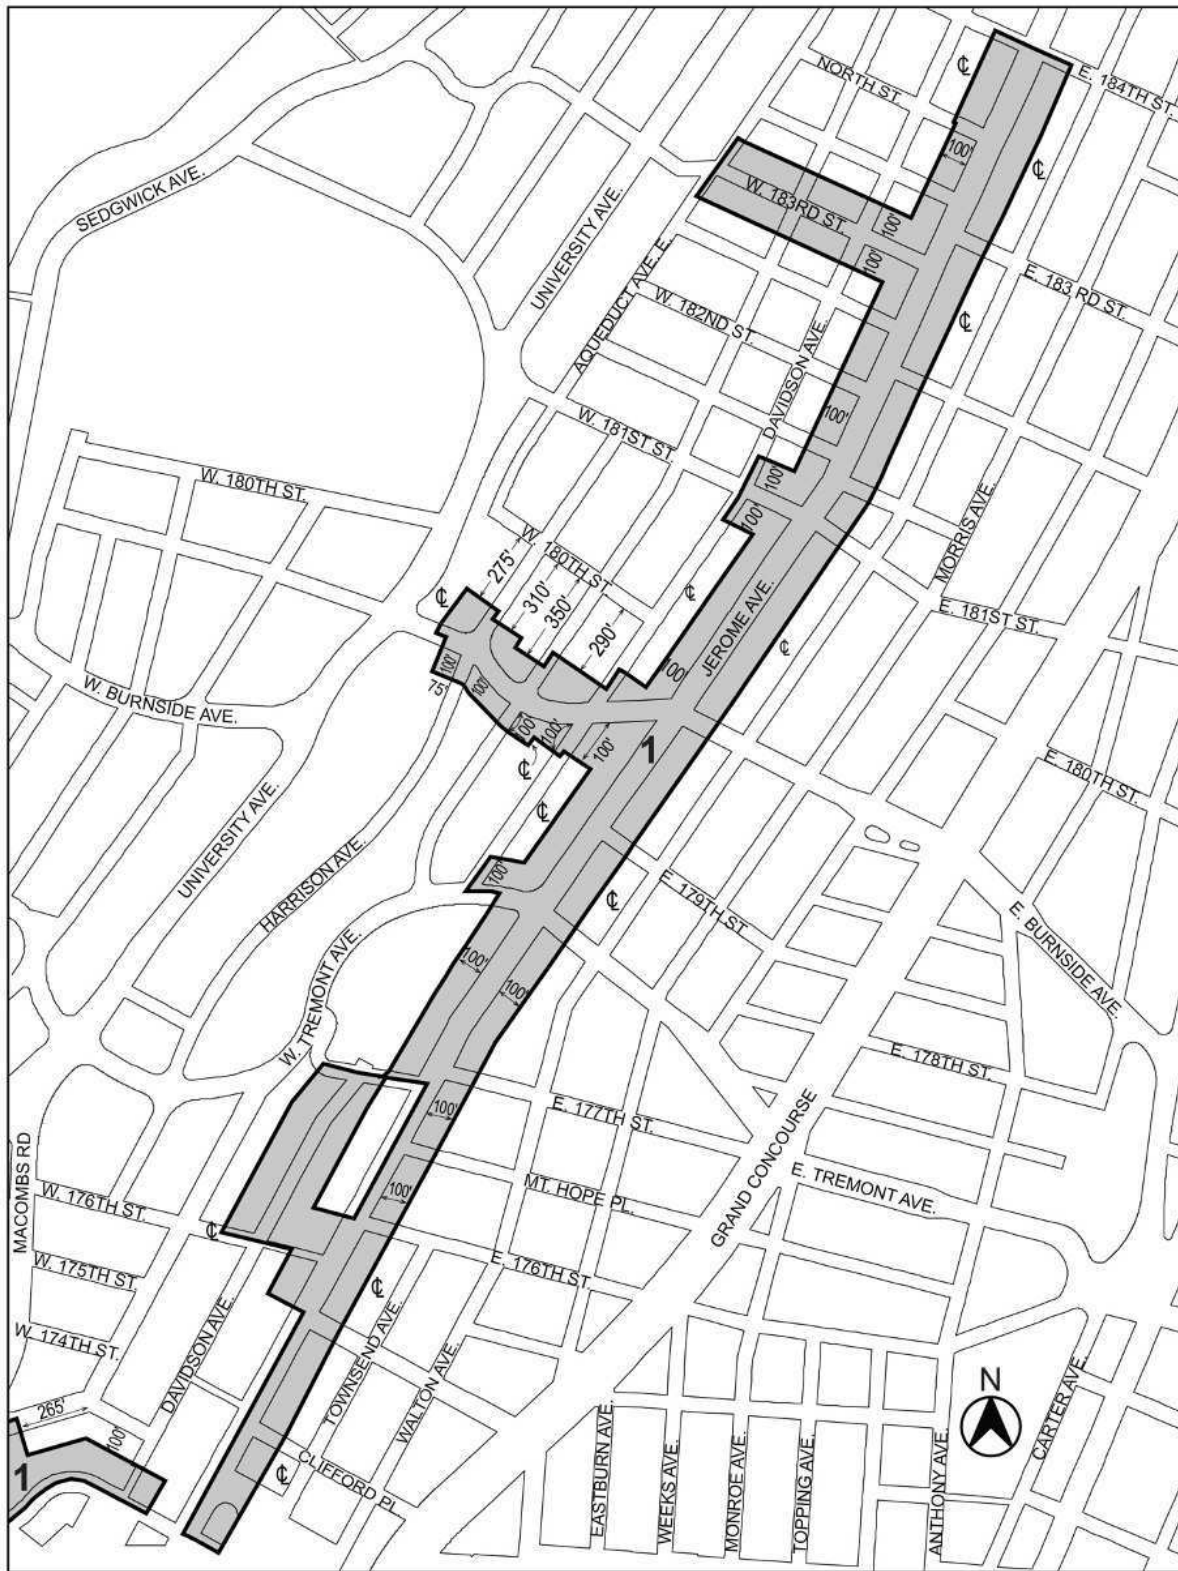 NORTH ST.
℄
E. 184TH ST.
100'
℄
SEDGWICK AVE.
W. 183RD ST.
UNIVERSITY AVE.
100'
AQUEDUCT AVE. E.
100'
E. 183 RD ST.
W. 182ND ST.
℄
DAVIDSON AVE.
100'
W. 181ST ST.
W. 180TH ST.
100'
100'
MORRIS AVE.
W. 180TH ST.
275'
310'
350'
290'
℄
℄
JEROME AVE.
E. 181ST ST.
℄
100'
75'
100'
100'
W. BURNSIDE AVE.
100'
100'
100'
1
℄
E. 180TH ST.
℄
UNIVERSITY AVE.
HARRISON AVE.
100'
E. 179TH ST.
℄
E. BURNSIDE AVE.
W. TREMONT AVE.
100'
100'
E. 178TH ST.
100'
E. 177TH ST.
GRAND CONCOURSE
MACOMBS RD
E. TREMONT AVE.
MT. HOPE PL.
100'
W. 176TH ST.
℄
E. 176TH ST.
W. 175TH ST.
℄
W. 174TH ST.
DAVIDSON AVE.
TOWNSEND AVE.
WALTON AVE.
N
CARTER AVE.
265'
100'
1
CLIFFORD PL.
℄
EASTBURN AVE.
WEEKS AVE.
MONROE AVE.
TOPPING AVE.
ANTHONY AVE.